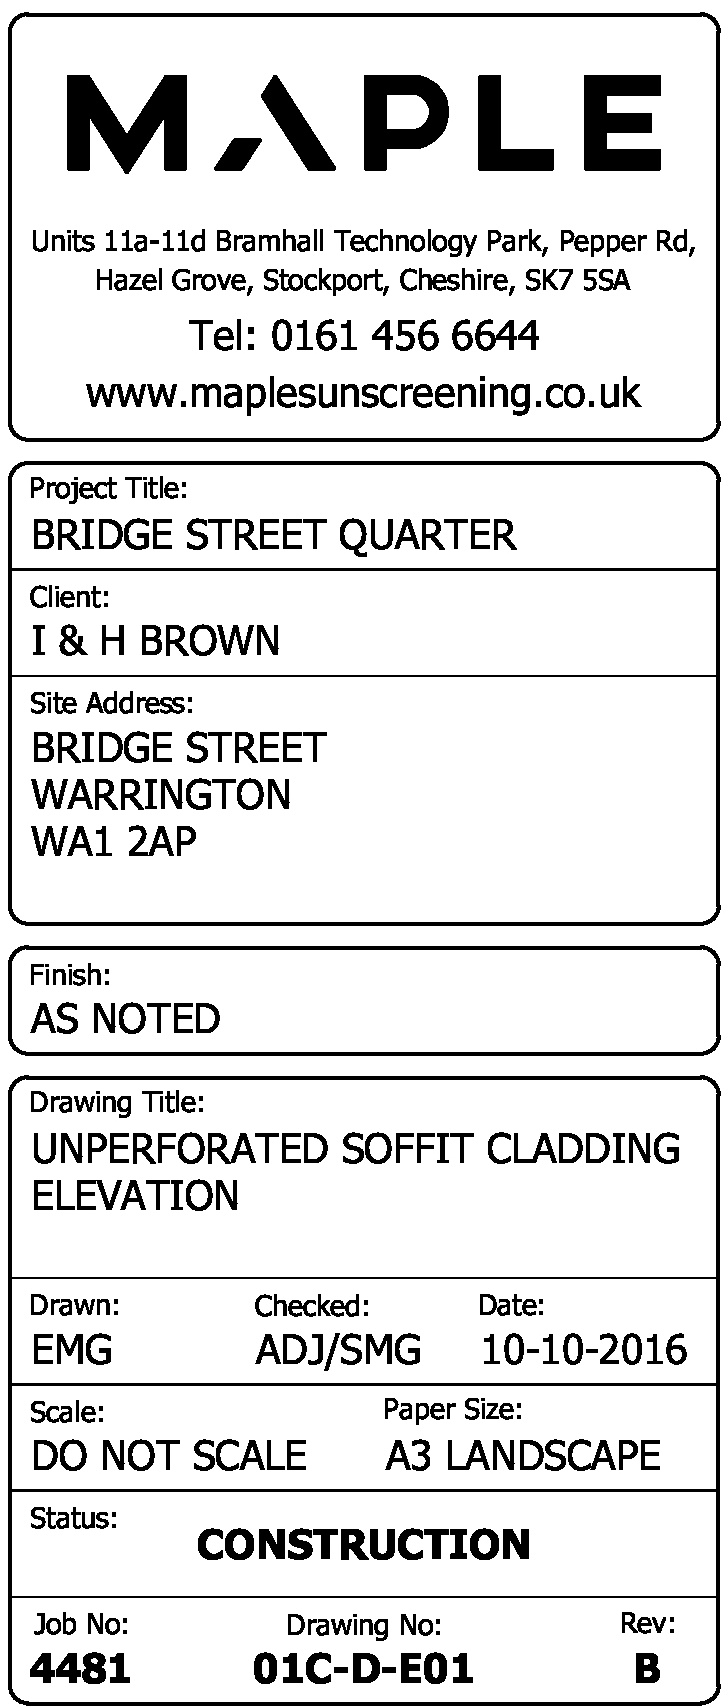 MAPLE
Units 11a-11d Bramhall Technology Park, Pepper Rd,
Hazel Grove, Stockport, Cheshire, SK7 5SA
Tel: 0161 456 6644
www.maplesunscreening.co.uk
Project Title:
BRIDGE STREET QUARTER
Client:
I & H BROWN
Site Address:
BRIDGE STREET
WARRINGTON
WA1 2AP
Finish:
AS NOTED
Drawing Title:
UNPERFORATED SOFFIT CLADDING
ELEVATION
Drawn: Checked: Date:
EMG ADJ/SMG 10-10-2016
Scale: Paper Size:
DO NOT SCALE A3 LANDSCAPE
Status:
CONSTRUCTION
Job No: Drawing No: Rev:
4481 01C-D-E01 B